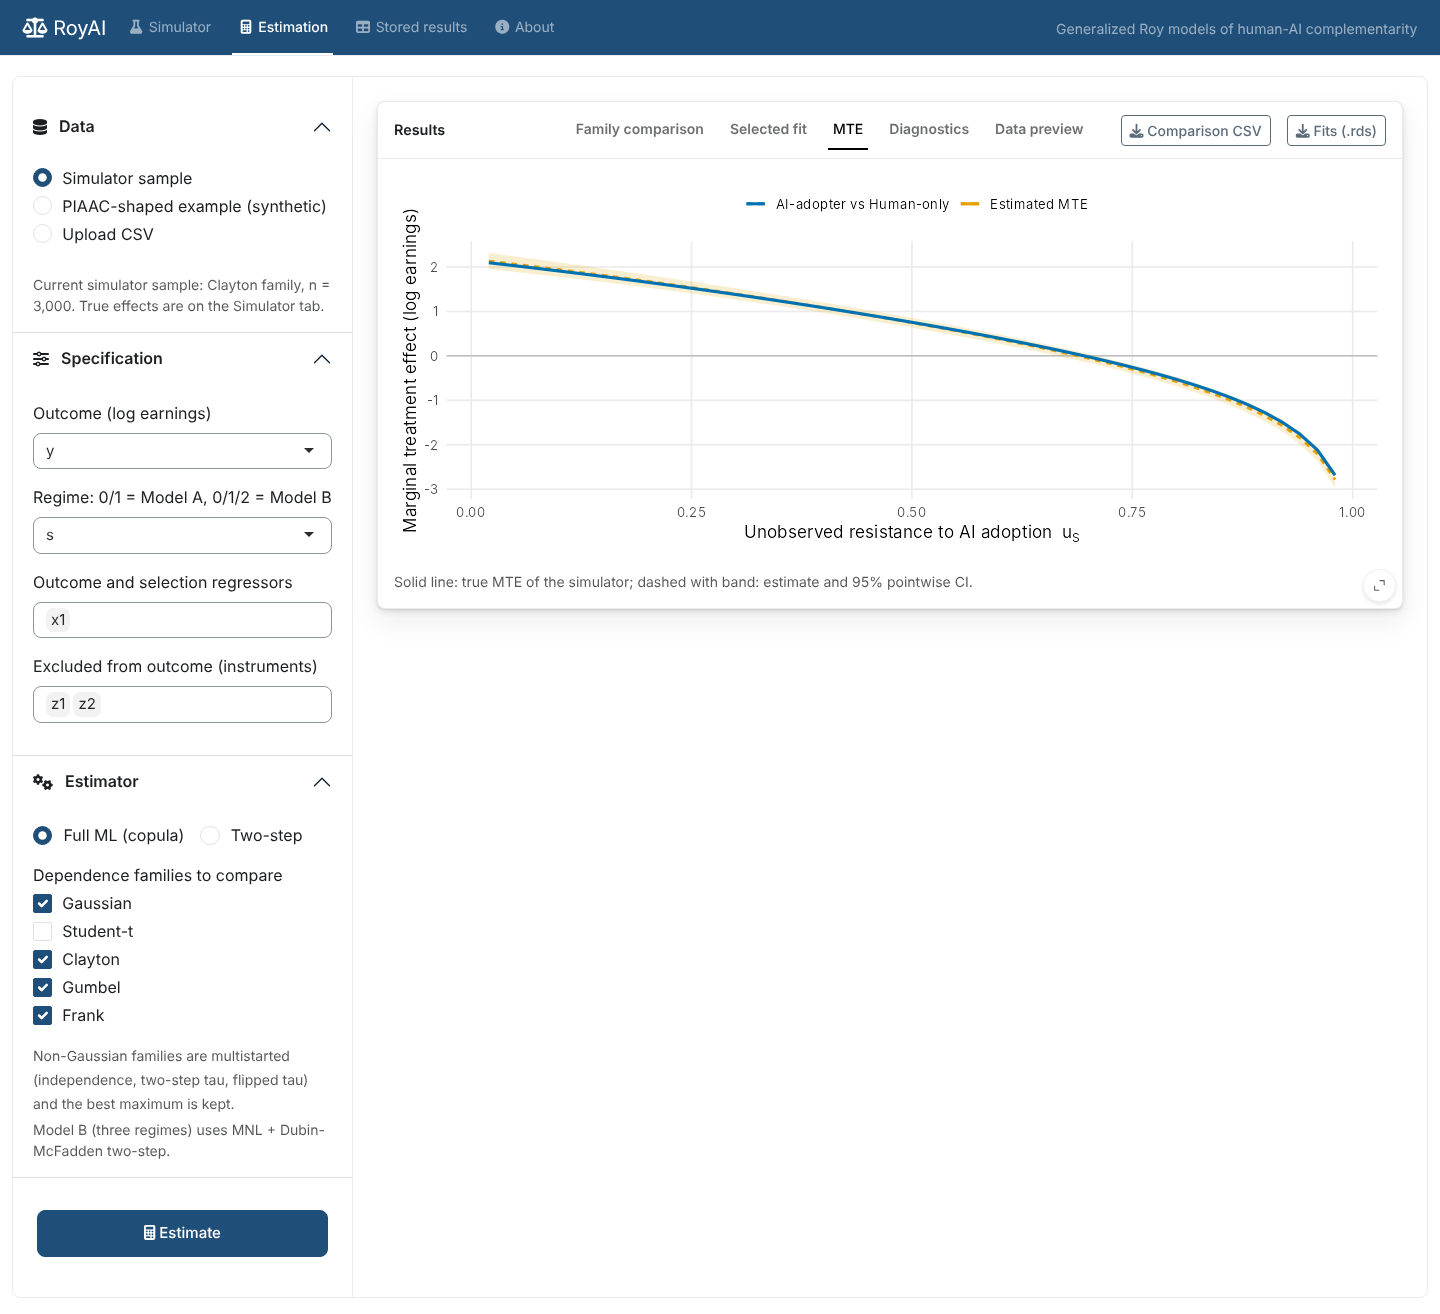 RoyAI Simulator Estimation Stored results About Generalized Roy models of human-AI complementarity
Data
Simulator sample
PIAAC-shaped example (synthetic)
Upload CSV
Current simulator sample: Clayton family, n =
3,000. True effects are on the Simulator tab.
Specification
Outcome (log earnings)
y
Regime: 0/1 = Model A, 0/1/2 = Model B
s
Outcome and selection regressors
x1
Excluded from outcome (instruments)
z1 z2
Estimator
Full ML (copula) Two-step
Dependence families to compare
Gaussian
Student-t
Clayton
Gumbel
Frank
Non-Gaussian families are multistarted
(independence, two-step tau, flipped tau)
and the best maximum is kept.
Model B (three regimes) uses MNL + Dubin-
McFadden two-step.
Estimate
Results Family comparison Selected fit MTE Diagnostics Data preview Comparison CSV Fits (.rds)
AI-adopter vs Human-only Estimated MTE
Marginal treatment effect (log earnings)
2
1
0
-1
-2
-3
0.00 0.25 0.50 0.75 1.00
Unobserved resistance to AI adoption uS
Solid line: true MTE of the simulator; dashed with band: estimate and 95% pointwise CI.